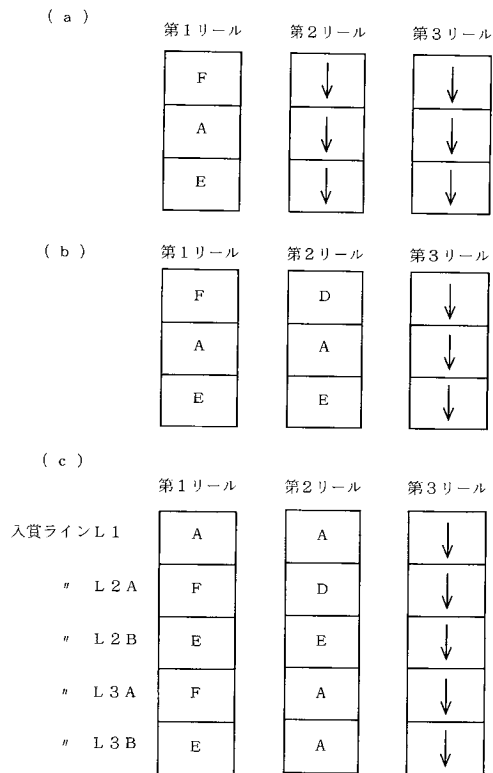 (a)
第1リール 第2リール 第3リール
F ↓ ↓
A ↓ ↓
E ↓ ↓
(b)
第1リール 第2リール 第3リール
F D ↓
A A ↓
E E ↓
(c)
第1リール 第2リール 第3リール
入賞ラインL1 A A ↓
〃 L2A F D ↓
〃 L2B E E ↓
〃 L3A F A ↓
〃 L3B E A ↓